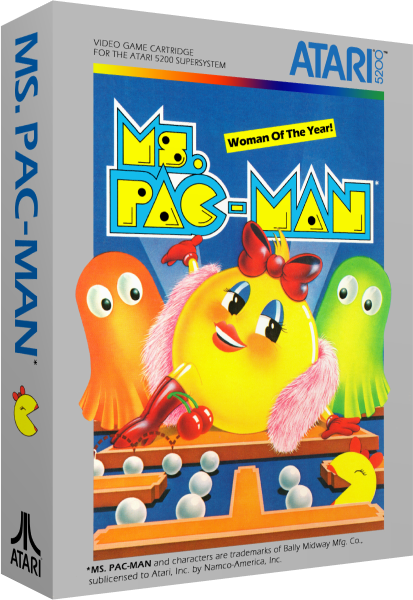 VIDEO GAME CARTRIDGE
FOR THE ATARI 5200 SUPERSYSTEM
ATARI
5200™
Woman Of The Year!
Ms.
PAC-MAN®
MS. PAC-MAN*
ATARI
*MS. PAC-MAN and characters are trademarks of Bally Midway Mfg. Co.
sublicensed to Atari, Inc. by Namco-America, Inc.